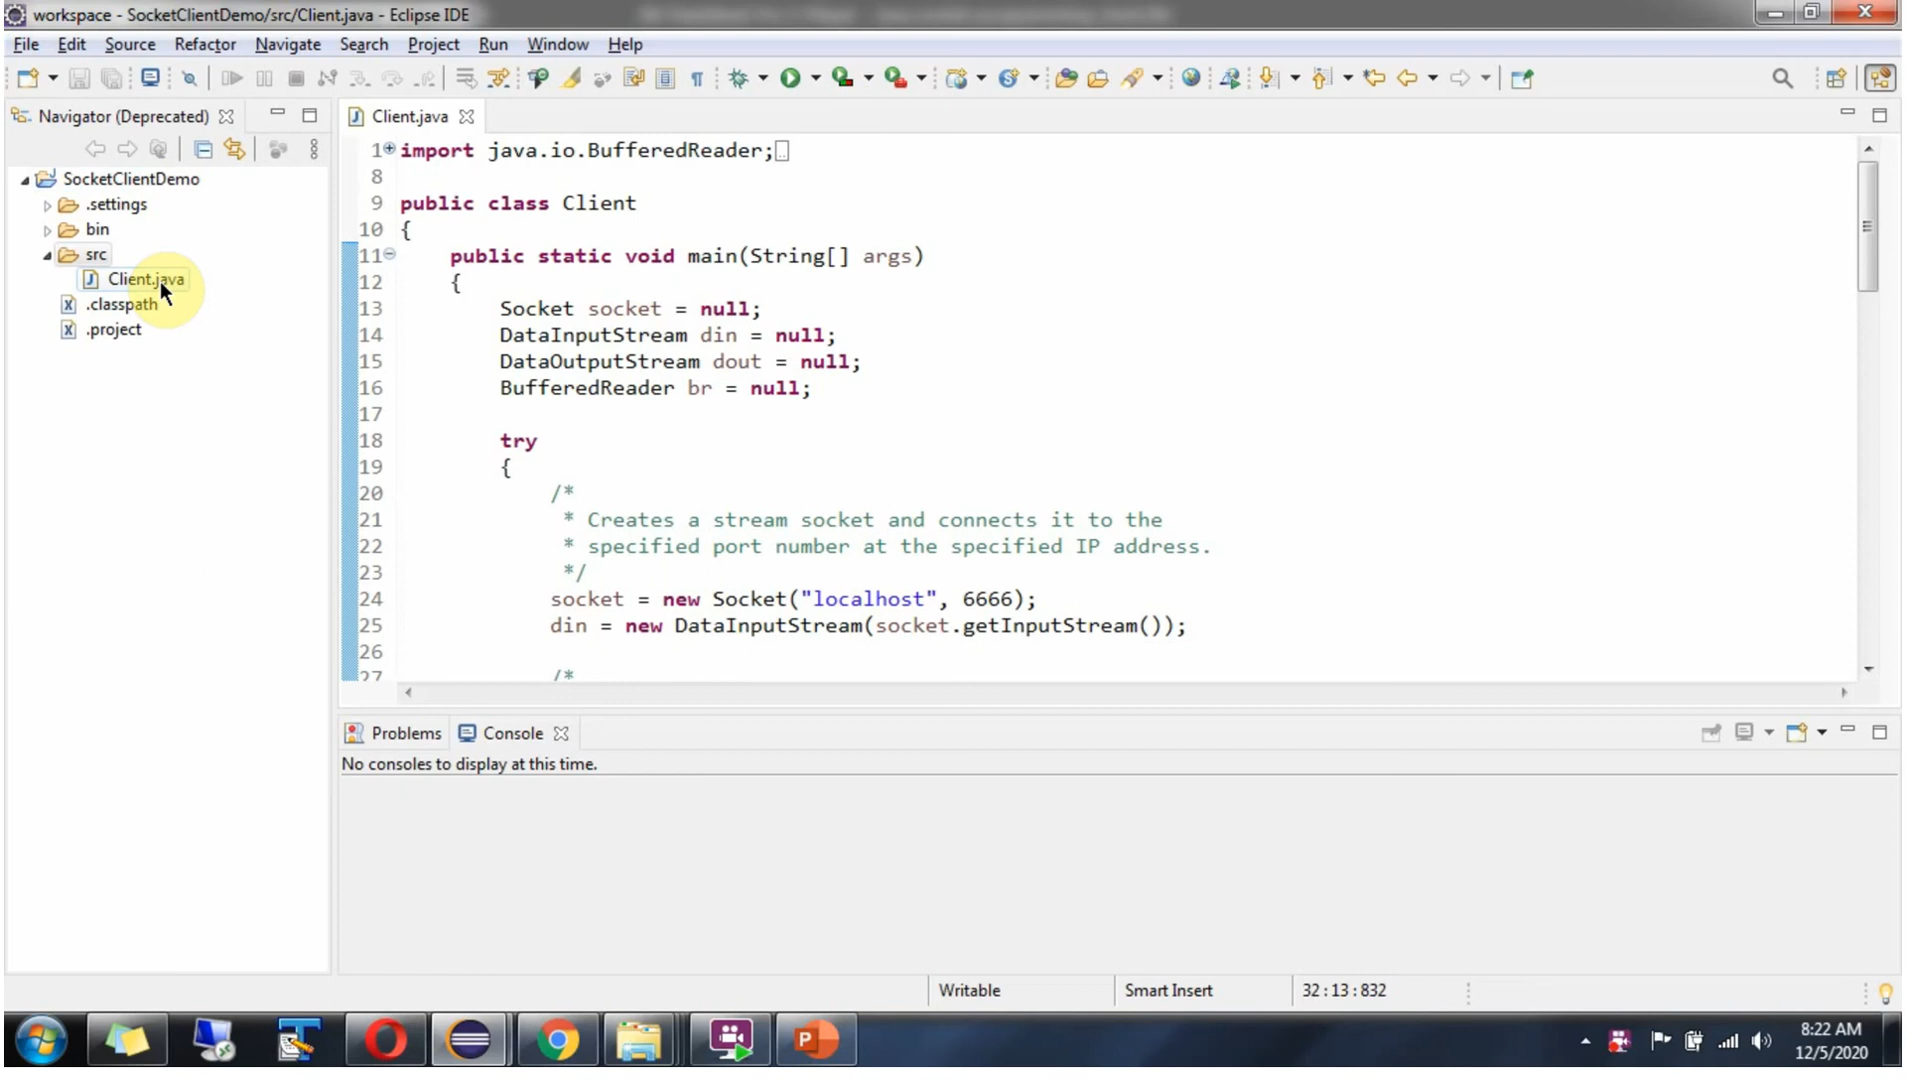 workspace - SocketClientDemo/src/Client.java - Eclipse IDE
File Edit Source Refactor Navigate Search Project Run Window Help
Navigator (Deprecated)
SocketClientDemo
.settings
bin
src
Client.java
.classpath
.project
Client.java
1 import java.io.BufferedReader;
8
9 public class Client
10 {
11 public static void main(String[] args)
12 {
13 Socket socket = null;
14 DataInputStream din = null;
15 DataOutputStream dout = null;
16 BufferedReader br = null;
17
18 try
19 {
20 /*
21 * Creates a stream socket and connects it to the
22 * specified port number at the specified IP address.
23 */
24 socket = new Socket("localhost", 6666);
25 din = new DataInputStream(socket.getInputStream());
26
27 /*
Problems Console
No consoles to display at this time.
Writable Smart Insert 32 : 13 : 832
8:22 AM
12/5/2020